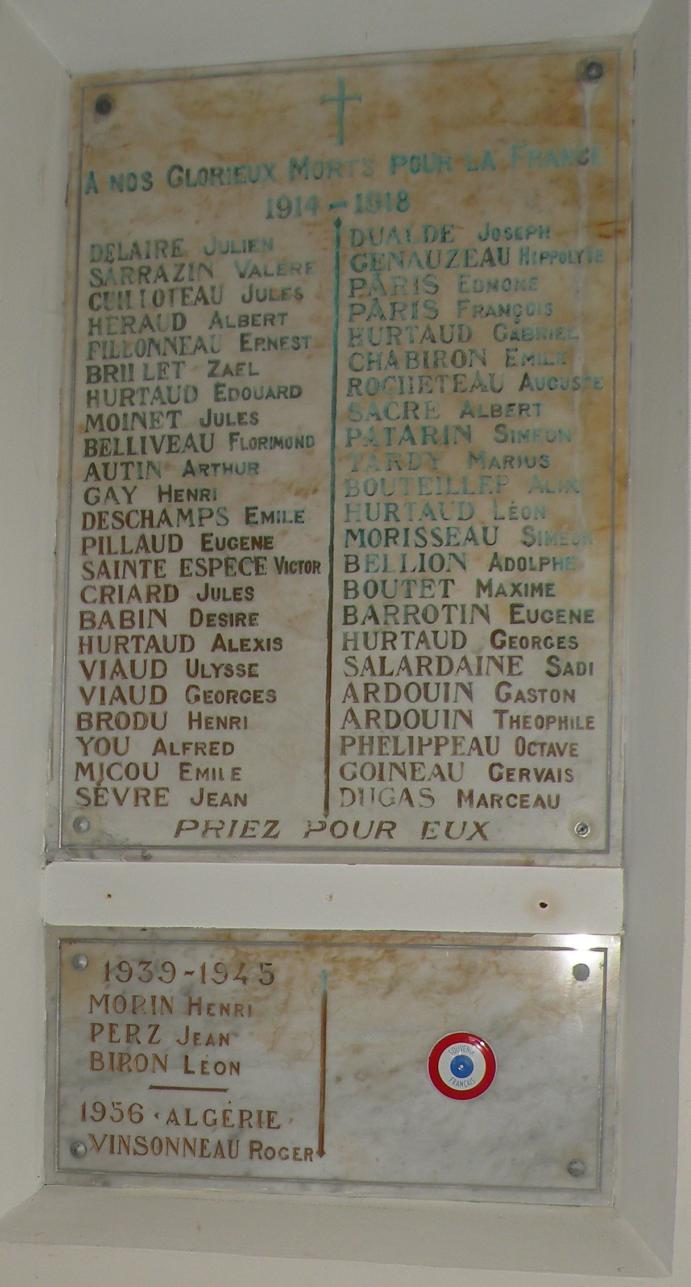 A NOS GLORIEUX MORTS POUR LA FRANCE
1914 - 1918
DELAIRE JULIEN
SARRAZIN VALÈRE
CUILLOTEAU JULES
HERAUD ALBERT
FILLONNEAU ERNEST
BRILLET ZAEL
HURTAUD EDOUARD
MOINET JULES
BELLIVEAU FLORIMOND
AUTIN ARTHUR
GAY HENRI
DESCHAMPS EMILE
PILLAUD EUGENE
SAINTE ESPÈCE VICTOR
CRIARD JULES
BABIN DESIRE
HURTAUD ALEXIS
VIAUD ULYSSE
VIAUD GEORGES
BRODU HENRI
YOU ALFRED
MICOU EMILE
SÈVRE JEAN
DUALDE JOSEPH
GENAUZEAU HIPPOLYTE
PÂRIS EDMONE
PÂRIS FRANÇOIS
HURTAUD GABRIEL
CHABIRON EMILE
ROCHETEAU AUGUSTE
SACRE ALBERT
PATARIN SIMEON
TARDY MARIUS
BOUTEILLER ALIX
HURTAUD LÉON
MORISSEAU SIMEON
BELLION ADOLPHE
BOUTET MAXIME
BARROTIN EUGENE
HURTAUD GEORGES
SALARDAINE SADI
ARDOUIN GASTON
ARDOUIN THEOPHILE
PHELIPPEAU OCTAVE
GOINEAU GERVAIS
DUGAS MARCEAU
PRIEZ POUR EUX
1939-1945
MORIN HENRI
PERZ JEAN
BIRON LÉON
1956 · ALGÉRIE ·
VINSONNEAU ROGER
SOUVENIR
FRANÇAIS